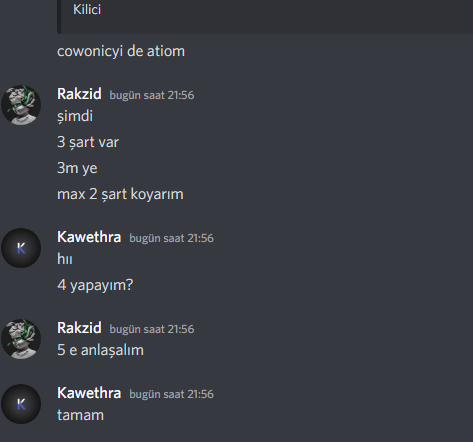 Kilici
cowonicyi de atiom
Rakzid bugün saat 21:56
şimdi
3 şart var
3m ye
max 2 şart koyarım
K
Kawethra bugün saat 21:56
hıı
4 yapayım?
Rakzid bugün saat 21:56
5 e anlaşalım
K
Kawethra bugün saat 21:56
tamam